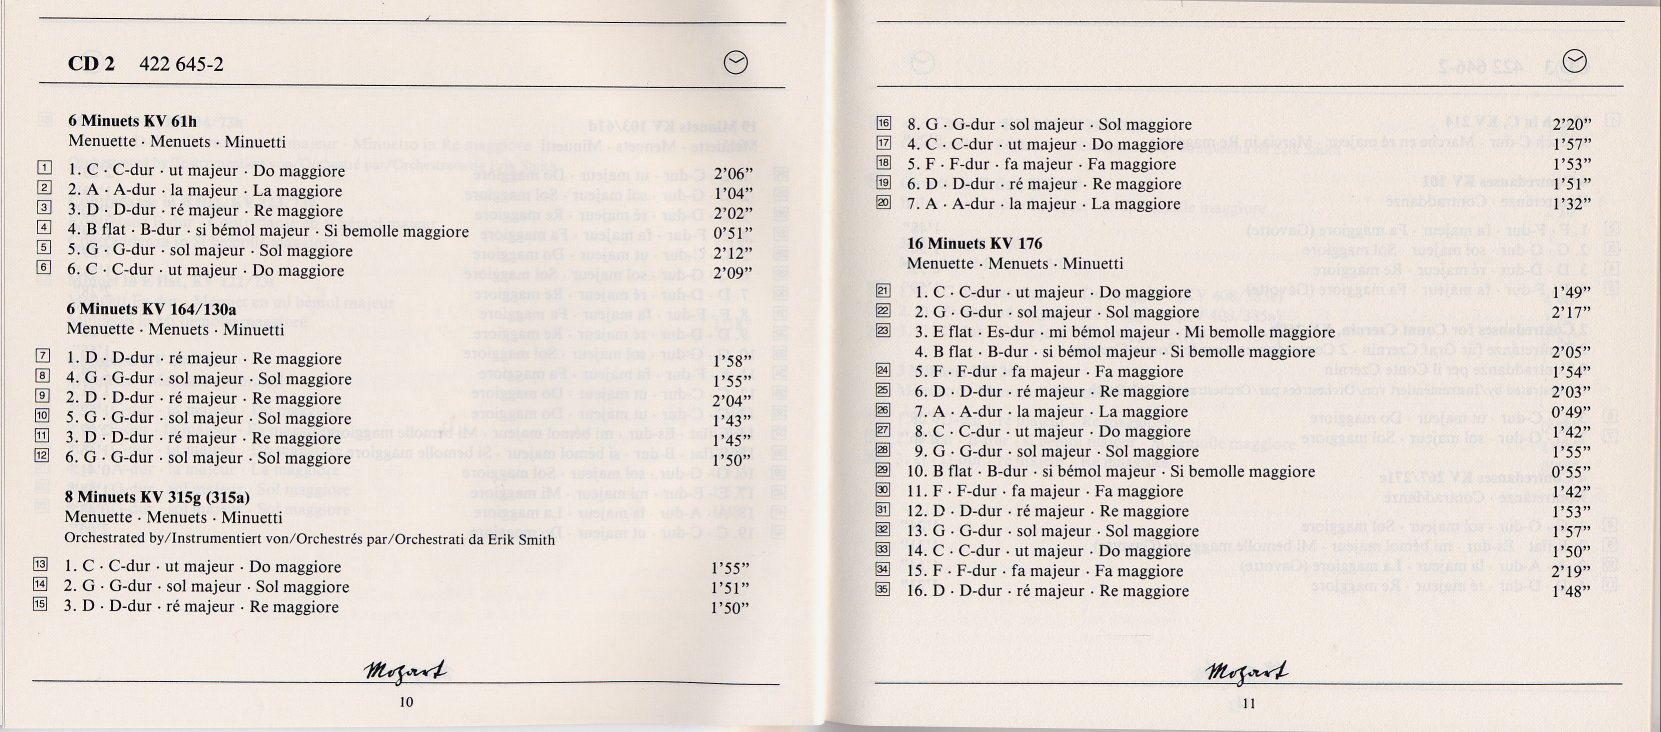 CD 2 422 645-2
6 Minuets KV 61h
Menuette · Menuets · Minuetti
1 1. C · C-dur · ut majeur · Do maggiore 2’06”
2 2. A · A-dur · la majeur · La maggiore 1’04”
3 3. D · D-dur · ré majeur · Re maggiore 2’02”
4 4. B flat · B-dur · si bémol majeur · Si bemolle maggiore 0’51”
5 5. G · G-dur · sol majeur · Sol maggiore 2’12”
6 6. C · C-dur · ut majeur · Do maggiore 2’09”
6 Minuets KV 164/130a
Menuette · Menuets · Minuetti
7 1. D · D-dur · ré majeur · Re maggiore 1’58”
8 4. G · G-dur · sol majeur · Sol maggiore 1’55”
9 2. D · D-dur · ré majeur · Re maggiore 2’04”
10 5. G · G-dur · sol majeur · Sol maggiore 1’43”
11 3. D · D-dur · ré majeur · Re maggiore 1’45”
12 6. G · G-dur · sol majeur · Sol maggiore 1’50”
8 Minuets KV 315g (315a)
Menuette · Menuets · Minuetti
Orchestrated by/Instrumentiert von/Orchestrés par/Orchestrati da Erik Smith
13 1. C · C-dur · ut majeur · Do maggiore 1’55”
14 2. G · G-dur · sol majeur · Sol maggiore 1’51”
15 3. D · D-dur · ré majeur · Re maggiore 1’50”
Mozart
10
16 8. G · G-dur · sol majeur · Sol maggiore 2’20”
17 4. C · C-dur · ut majeur · Do maggiore 1’57”
18 5. F · F-dur · fa majeur · Fa maggiore 1’53”
19 6. D · D-dur · ré majeur · Re maggiore 1’51”
20 7. A · A-dur · la majeur · La maggiore 1’32”
16 Minuets KV 176
Menuette · Menuets · Minuetti
21 1. C · C-dur · ut majeur · Do maggiore 1’49”
22 2. G · G-dur · sol majeur · Sol maggiore 2’17”
23 3. E flat · Es-dur · mi bémol majeur · Mi bemolle maggiore
4. B flat · B-dur · si bémol majeur · Si bemolle maggiore 2’05”
24 5. F · F-dur · fa majeur · Fa maggiore 1’54”
25 6. D · D-dur · ré majeur · Re maggiore 2’03”
26 7. A · A-dur · la majeur · La maggiore 0’49”
27 8. C · C-dur · ut majeur · Do maggiore 1’42”
28 9. G · G-dur · sol majeur · Sol maggiore 1’55”
29 10. B flat · B-dur · si bémol majeur · Si bemolle maggiore 0’55”
30 11. F · F-dur · fa majeur · Fa maggiore 1’42”
31 12. D · D-dur · ré majeur · Re maggiore 1’53”
32 13. G · G-dur · sol majeur · Sol maggiore 1’57”
33 14. C · C-dur · ut majeur · Do maggiore 1’50”
34 15. F · F-dur · fa majeur · Fa maggiore 2’19”
35 16. D · D-dur · ré majeur · Re maggiore 1’48”
Mozart
11